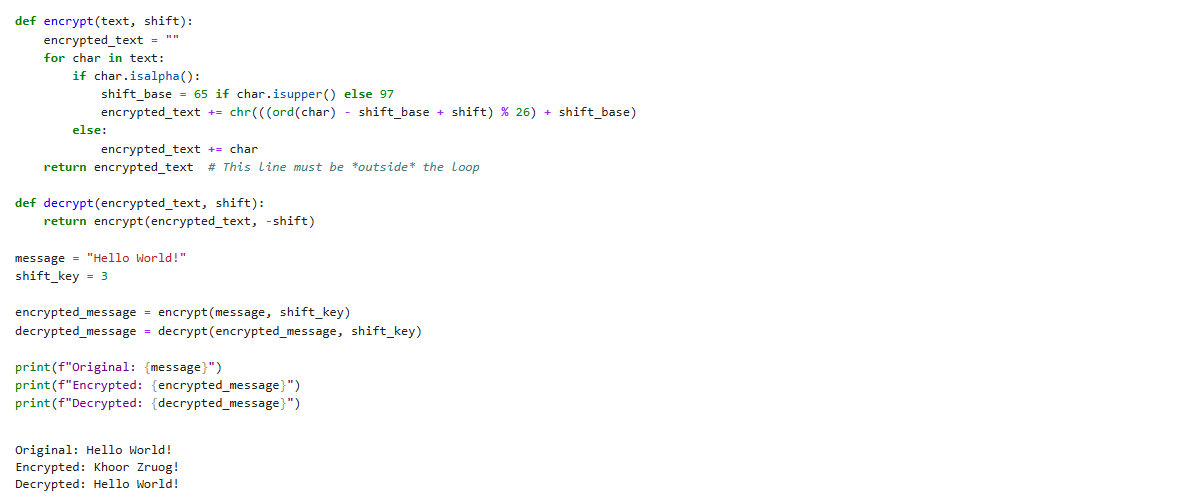 def encrypt(text, shift):
    encrypted_text = ""
    for char in text:
        if char.isalpha():
            shift_base = 65 if char.isupper() else 97
            encrypted_text += chr(((ord(char) - shift_base + shift) % 26) + shift_base)
        else:
            encrypted_text += char
    return encrypted_text  # This line must be *outside* the loop

def decrypt(encrypted_text, shift):
    return encrypt(encrypted_text, -shift)

message = "Hello World!"
shift_key = 3

encrypted_message = encrypt(message, shift_key)
decrypted_message = decrypt(encrypted_message, shift_key)

print(f"Original: {message}")
print(f"Encrypted: {encrypted_message}")
print(f"Decrypted: {decrypted_message}")

Original: Hello World!
Encrypted: Khoor Zruog!
Decrypted: Hello World!